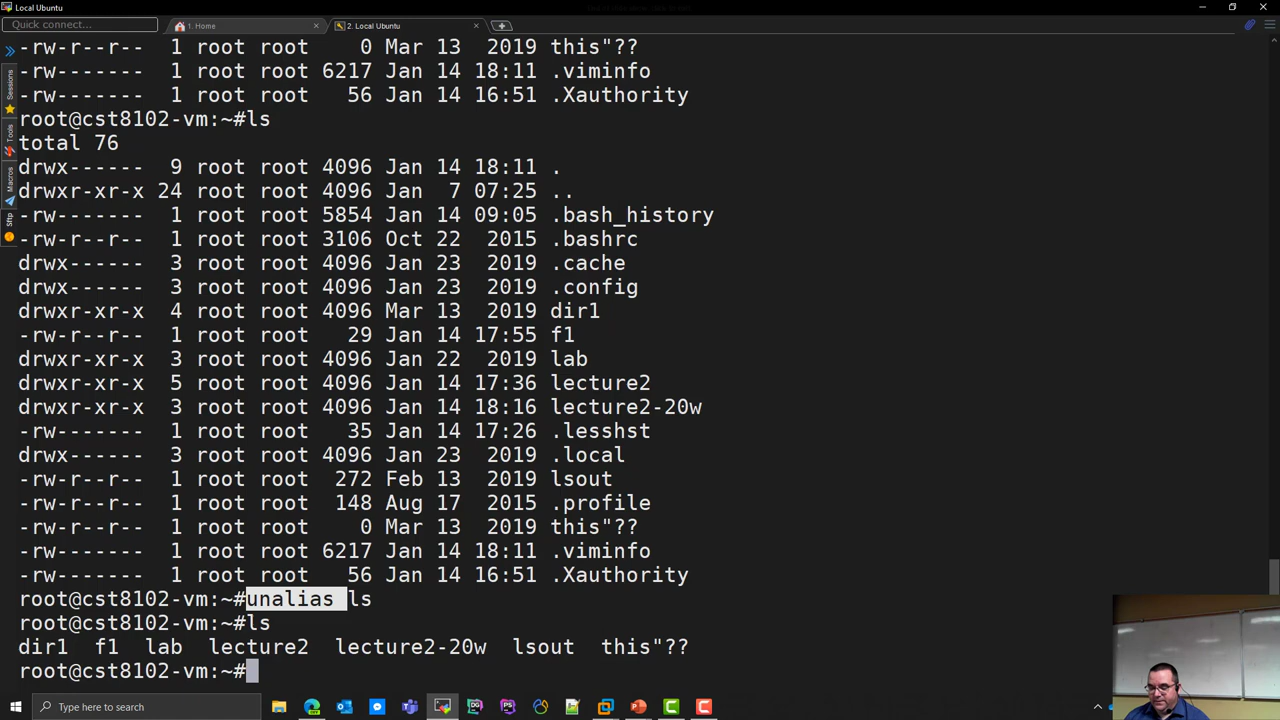 Local Ubuntu
Quick connect...
1. Home
2. Local Ubuntu
Sessions
Tools
Macros
Sftp
-rw-r--r-- 1 root root 0 Mar 13 2019 this"??
-rw------- 1 root root 6217 Jan 14 18:11 .viminfo
-rw------- 1 root root 56 Jan 14 16:51 .Xauthority
root@cst8102-vm:~#ls
total 76
drwx------ 9 root root 4096 Jan 14 18:11 .
drwxr-xr-x 24 root root 4096 Jan 7 07:25 ..
-rw------- 1 root root 5854 Jan 14 09:05 .bash_history
-rw-r--r-- 1 root root 3106 Oct 22 2015 .bashrc
drwx------ 3 root root 4096 Jan 23 2019 .cache
drwx------ 3 root root 4096 Jan 23 2019 .config
drwxr-xr-x 4 root root 4096 Mar 13 2019 dir1
-rw-r--r-- 1 root root 29 Jan 14 17:55 f1
drwxr-xr-x 3 root root 4096 Jan 22 2019 lab
drwxr-xr-x 5 root root 4096 Jan 14 17:36 lecture2
drwxr-xr-x 3 root root 4096 Jan 14 18:16 lecture2-20w
-rw------- 1 root root 35 Jan 14 17:26 .lesshst
drwx------ 3 root root 4096 Jan 23 2019 .local
-rw-r--r-- 1 root root 272 Feb 13 2019 lsout
-rw-r--r-- 1 root root 148 Aug 17 2015 .profile
-rw-r--r-- 1 root root 0 Mar 13 2019 this"??
-rw------- 1 root root 6217 Jan 14 18:11 .viminfo
-rw------- 1 root root 56 Jan 14 16:51 .Xauthority
root@cst8102-vm:~#unalias ls
root@cst8102-vm:~#ls
dir1 f1 lab lecture2 lecture2-20w lsout this"??
root@cst8102-vm:~#
Type here to search